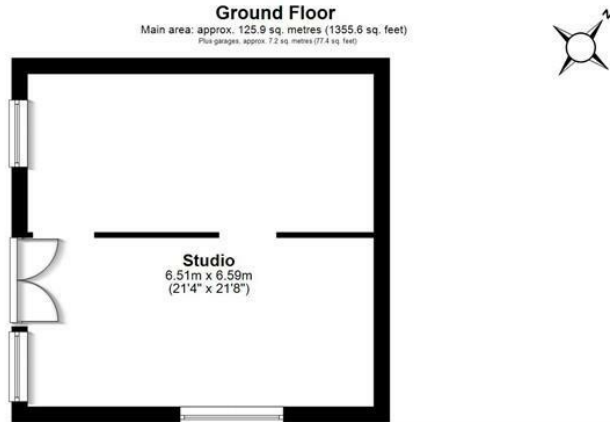 Ground Floor
Main area: approx. 125.9 sq. metres (1355.6 sq. feet)
Plus garages, approx. 7.2 sq. metres (77.4 sq. feet)
N
Studio
6.51m x 6.59m
(21'4" x 21'8")